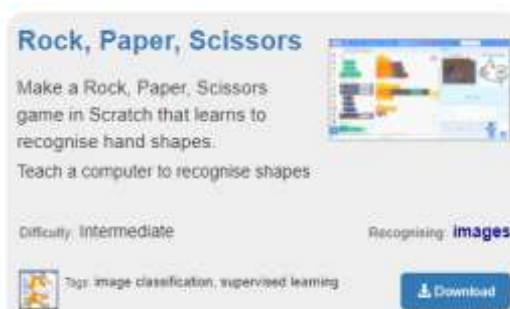 Rock, Paper, Scissors
Make a Rock, Paper, Scissors
game in Scratch that learns to
recognise hand shapes.
Teach a computer to recognise shapes
Difficulty: Intermediate
Recognising: images
Tags: image classification, supervised learning
Download